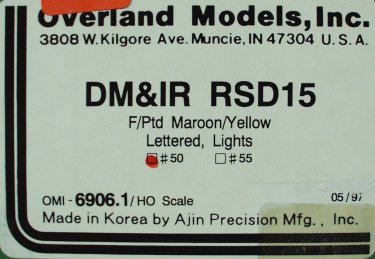 Overland Models, Inc.
3808 W. Kilgore Ave. Muncie, IN 47304 U. S. A.
DM&IR RSD15
F/Ptd Maroon/Yellow
Lettered, Lights
☐#50 ☐#55
OMI - 6906.1/ HO Scale 05/97
Made in Korea by Ajin Precision Mfg., Inc.